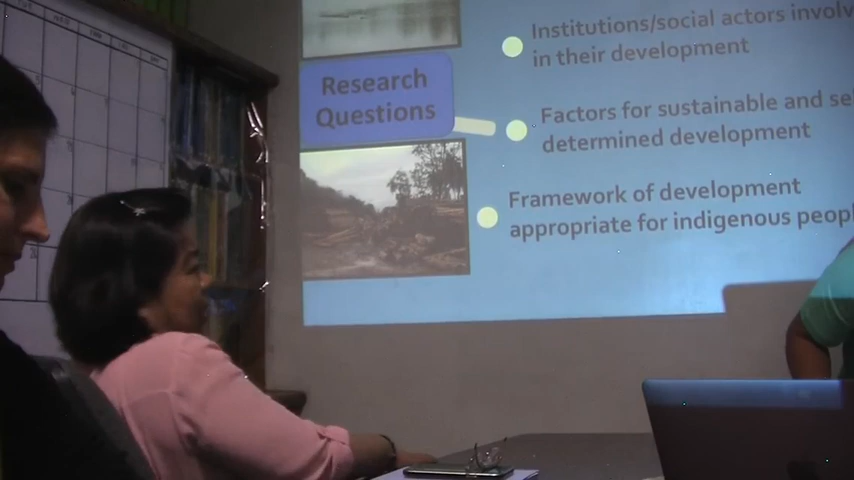 Research
Questions
Institutions/social actors involv
in their development
Factors for sustainable and se
determined development
Framework of development
appropriate for indigenous peopl